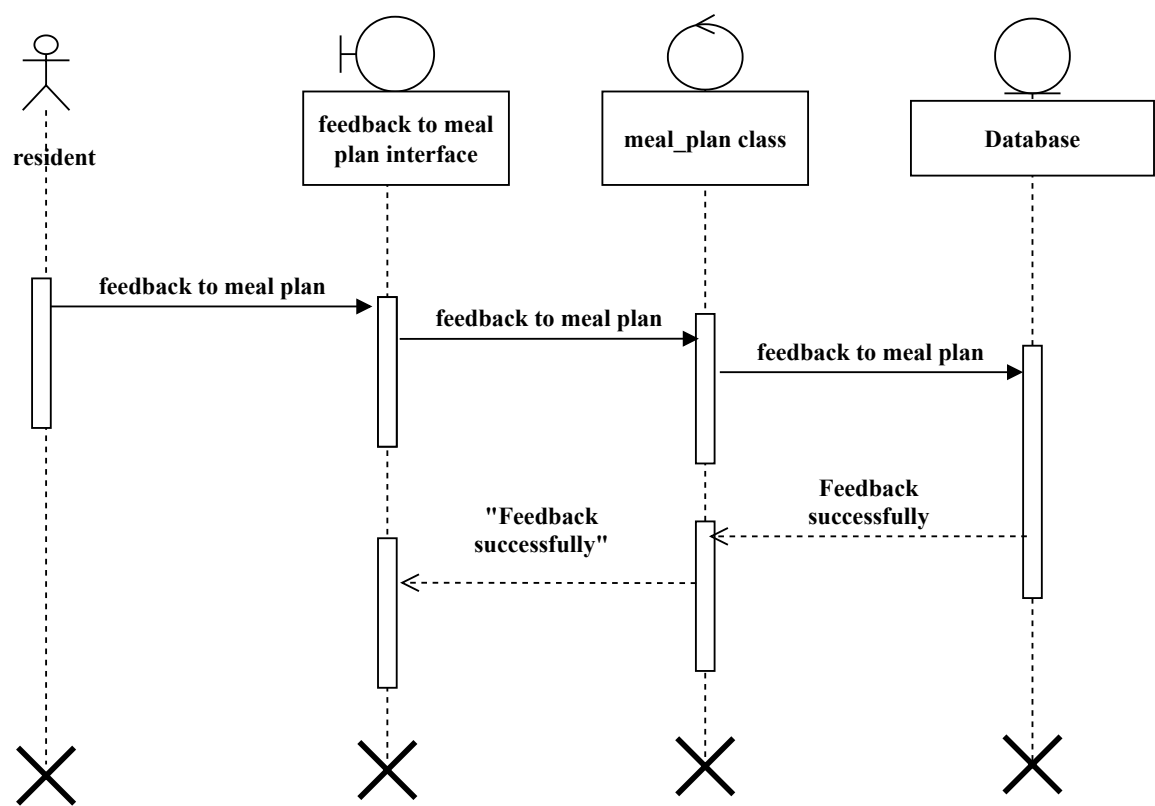 resident
feedback to meal
plan interface
meal_plan class
Database
feedback to meal plan
feedback to meal plan
feedback to meal plan
Feedback
successfully
"Feedback
successfully"